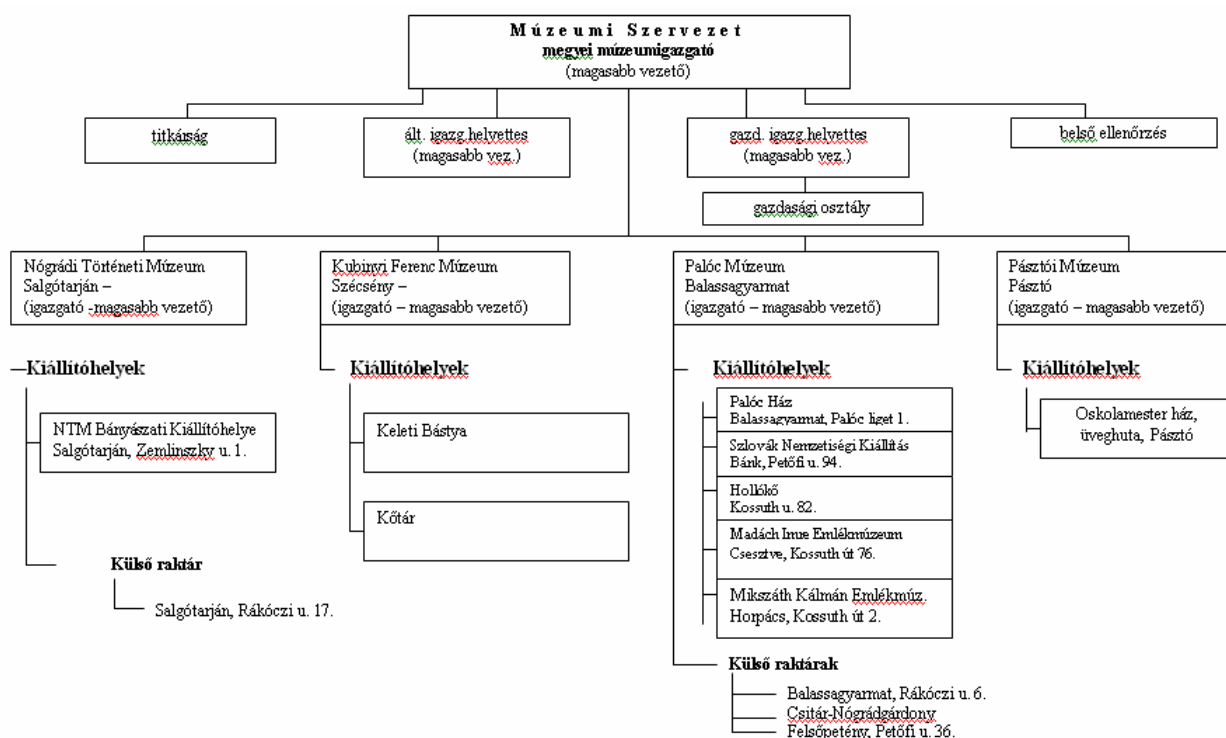 Múzeumi Szervezet
megyei múzeumigazgató
(magasabb vezető)
titkárság
ált. igazg.helvettes
(magasabb vez.)
gazd. igazg.helvettes
(magasabb vez.)
belső ellenőrzés
gazdasági osztály
Nógrádi Történeti Múzeum
Salgótarján –
(igazgató -magasabb vezető)
Kubinyi Ferenc Múzeum
Szécsény –
(igazgató – magasabb vezető)
Palóc Múzeum
Balassagyarmat
(igazgató – magasabb vezető)
Pásztói Múzeum
Pásztó
(igazgató – magasabb vezető)
Kiállítóhelyek
NTM Bányászati Kiállítóhelye
Salgótarján, Zemlinszky u. 1.
Külső raktár
Salgótarján, Rákóczi u. 17.
Kiállítóhelyek
Keleti Bástya
Kőtár
Kiállítóhelyek
Palóc Ház
Balassagyarmat, Palóc liget 1.
Szlovák Nemzetiségi Kiállítás
Bánk, Petőfi u. 94.
Hollókő
Kossuth u. 82.
Madách Imre Emlékmúzeum
Csesztve, Kossuth út 76.
Mikszáth Kálmán Emlékmúz.
Horpács, Kossuth út 2.
Külső raktárak
Balassagyarmat, Rákóczi u. 6.
Csitár-Nógrádgárdony
Felsőpetény, Petőfi u. 36.
Kiállítóhelyek
Oskolamester ház,
üveghuta, Pásztó